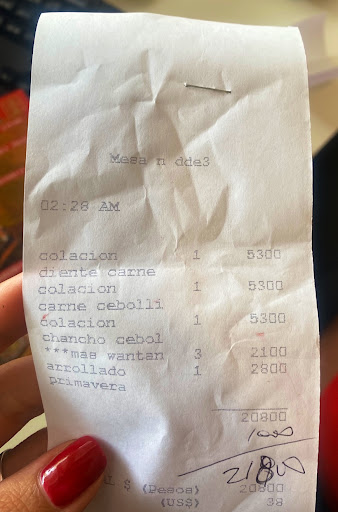 Mesa n dde3
02:28 AM
colacion 1 5300
diente carne
colacion 1 5300
carne cebolli
colacion 1 5300
chancho cebol
***mas wantan 3 2100
arrollado 1 2800
primavera
20800
1000
21800
AL $ (Pesos) 20800
(US$) 38